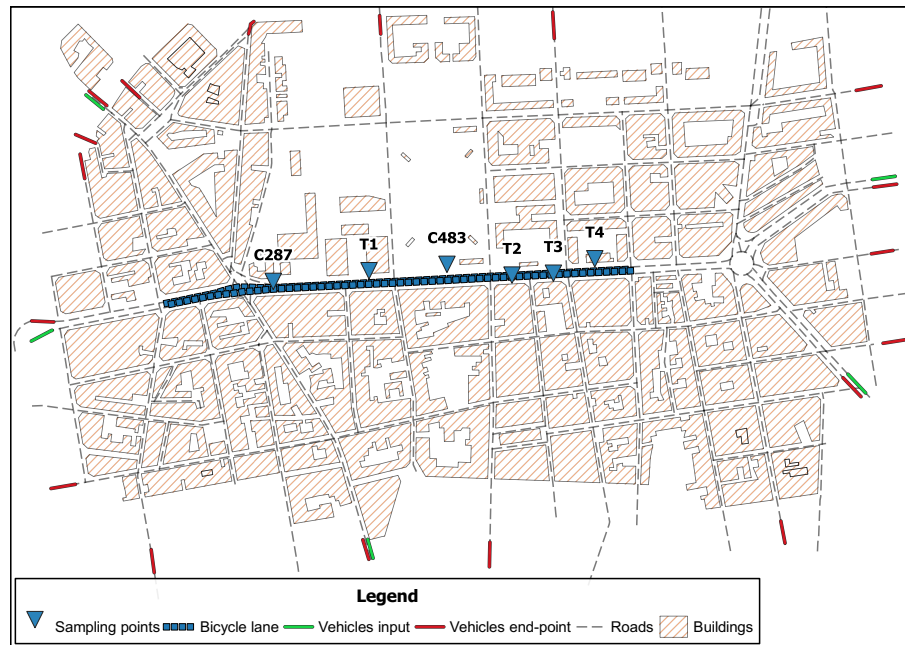 C287
T1
C483
T2
T3
T4
Legend
Sampling points
Bicycle lane
Vehicles input
Vehicles end-point
Roads
Buildings